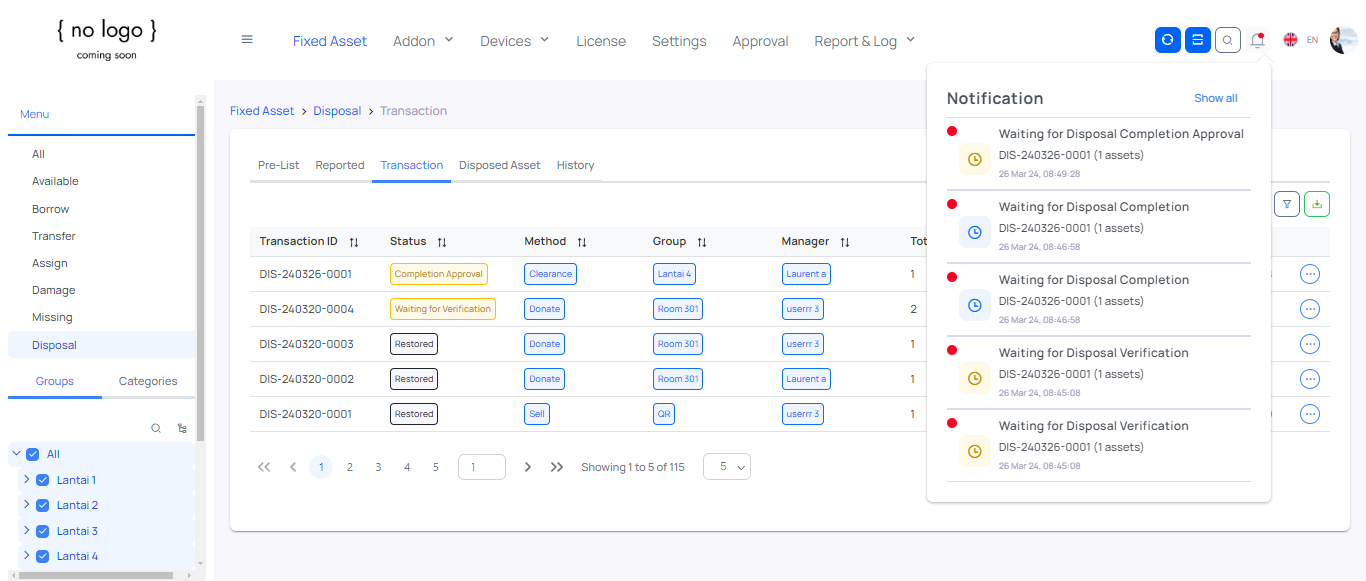 { no logo }
coming soon
Fixed Asset
Addon
Devices
License
Settings
Approval
Report & Log
EN
Menu
All
Available
Borrow
Transfer
Assign
Damage
Missing
Disposal
Groups
Categories
All
Lantai 1
Lantai 2
Lantai 3
Lantai 4
Fixed Asset > Disposal > Transaction
Pre-List
Reported
Transaction
Disposed Asset
History
Transaction ID Status Method Group Manager Tot
DIS-240326-0001 Completion Approval Clearance Lantai 4 Laurent a 1
DIS-240320-0004 Waiting for Verification Donate Room 301 userrr 3 2
DIS-240320-0003 Restored Donate Room 301 userrr 3 1
DIS-240320-0002 Restored Donate Room 301 Laurent a 1
DIS-240320-0001 Restored Sell QR userrr 3 1
1 2 3 4 5 1 Showing 1 to 5 of 115 5
Notification
Show all
Waiting for Disposal Completion Approval
DIS-240326-0001 (1 assets)
26 Mar 24, 08:49:28
Waiting for Disposal Completion
DIS-240326-0001 (1 assets)
26 Mar 24, 08:46:58
Waiting for Disposal Completion
DIS-240326-0001 (1 assets)
26 Mar 24, 08:46:58
Waiting for Disposal Verification
DIS-240326-0001 (1 assets)
26 Mar 24, 08:45:08
Waiting for Disposal Verification
DIS-240326-0001 (1 assets)
26 Mar 24, 08:45:08